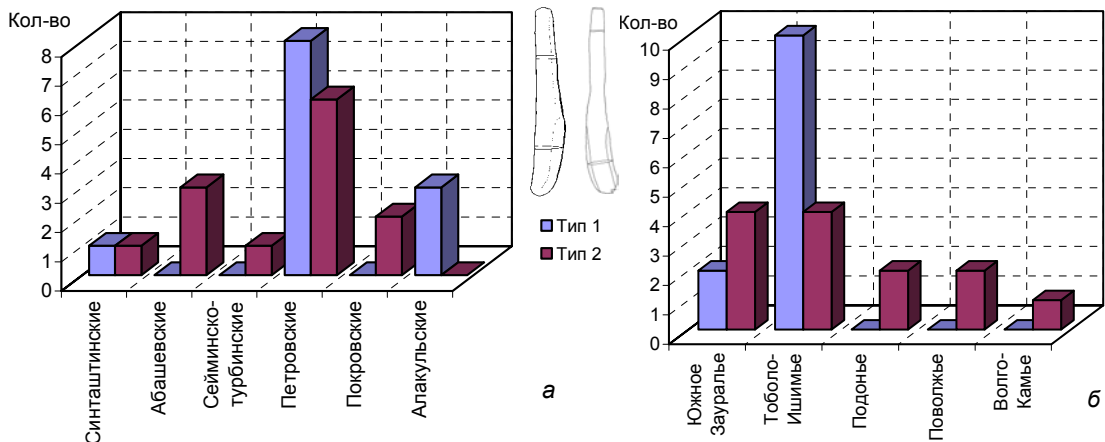 Кол-во
8
7
6
5
4
3
2
1
0
Синташтинские
Абашевские
Сейминско-
турбинские
Петровские
Покровские
Алакульские
а
Тип 1
Тип 2
Кол-во
10
9
8
7
6
5
4
3
2
1
0
Южное
Зауралье
Тоболо-
Ишимье
Подонье
Поволжье
Волго-
Камье
б